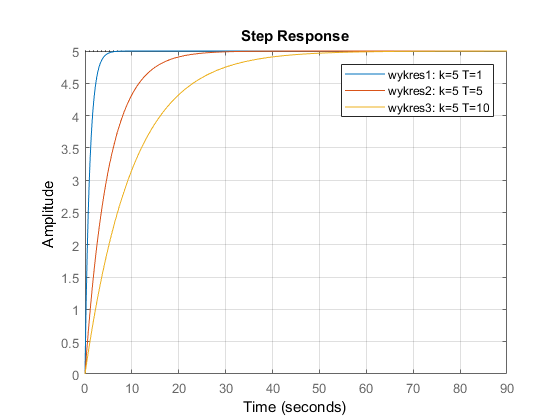 Step Response
5
4.5
4
3.5
3
2.5
2
1.5
1
0.5
0
Amplitude
wykres1: k=5 T=1
wykres2: k=5 T=5
wykres3: k=5 T=10
0 10 20 30 40 50 60 70 80 90
Time (seconds)